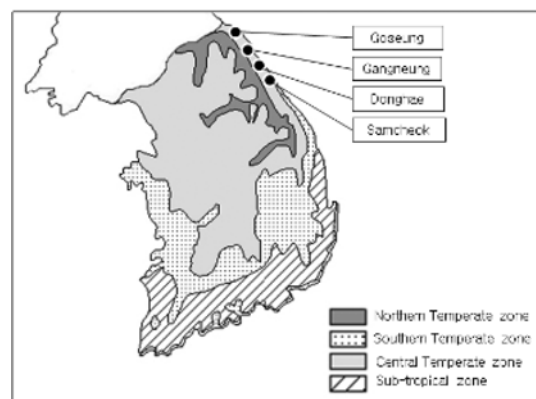 Goseung
Gangneung
Donghae
Samcheck
Northern Temperate zone
Southern Temperate zone
Central Temperate zone
Sub-tropical zone